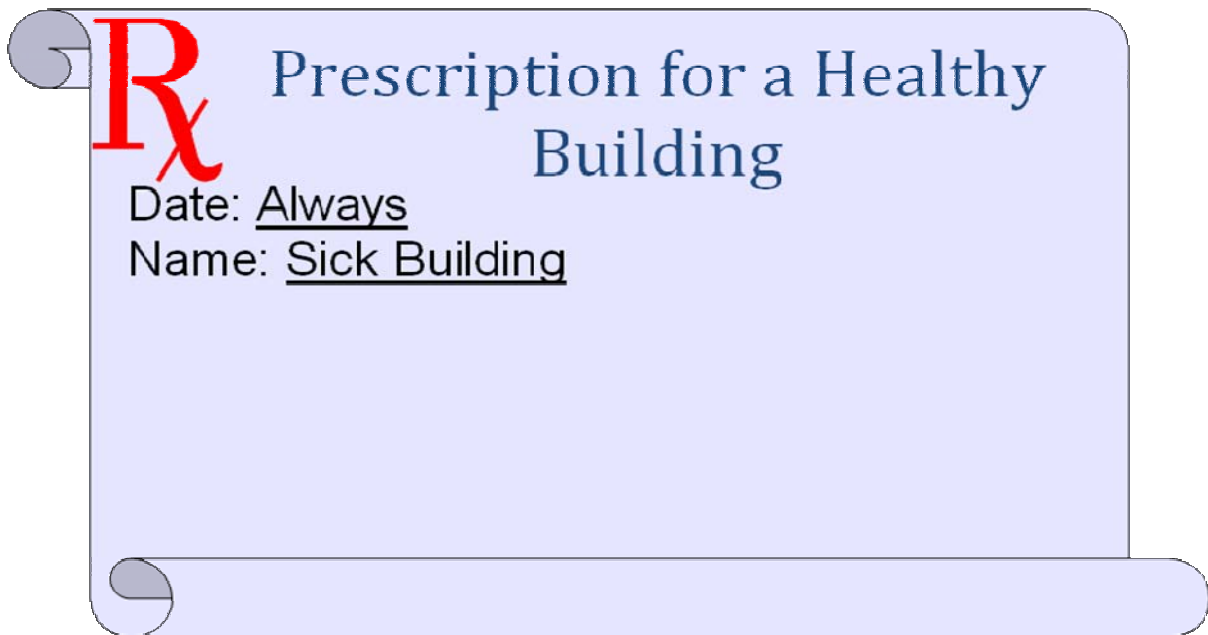 Rx
Prescription for a Healthy
Building
Date: Always
Name: Sick Building